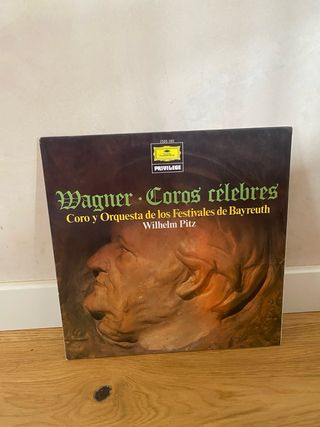 PRIVILEGE
Wagner · Coros célebres
Coro y Orquesta de los Festivales de Bayreuth
Wilhelm Pitz